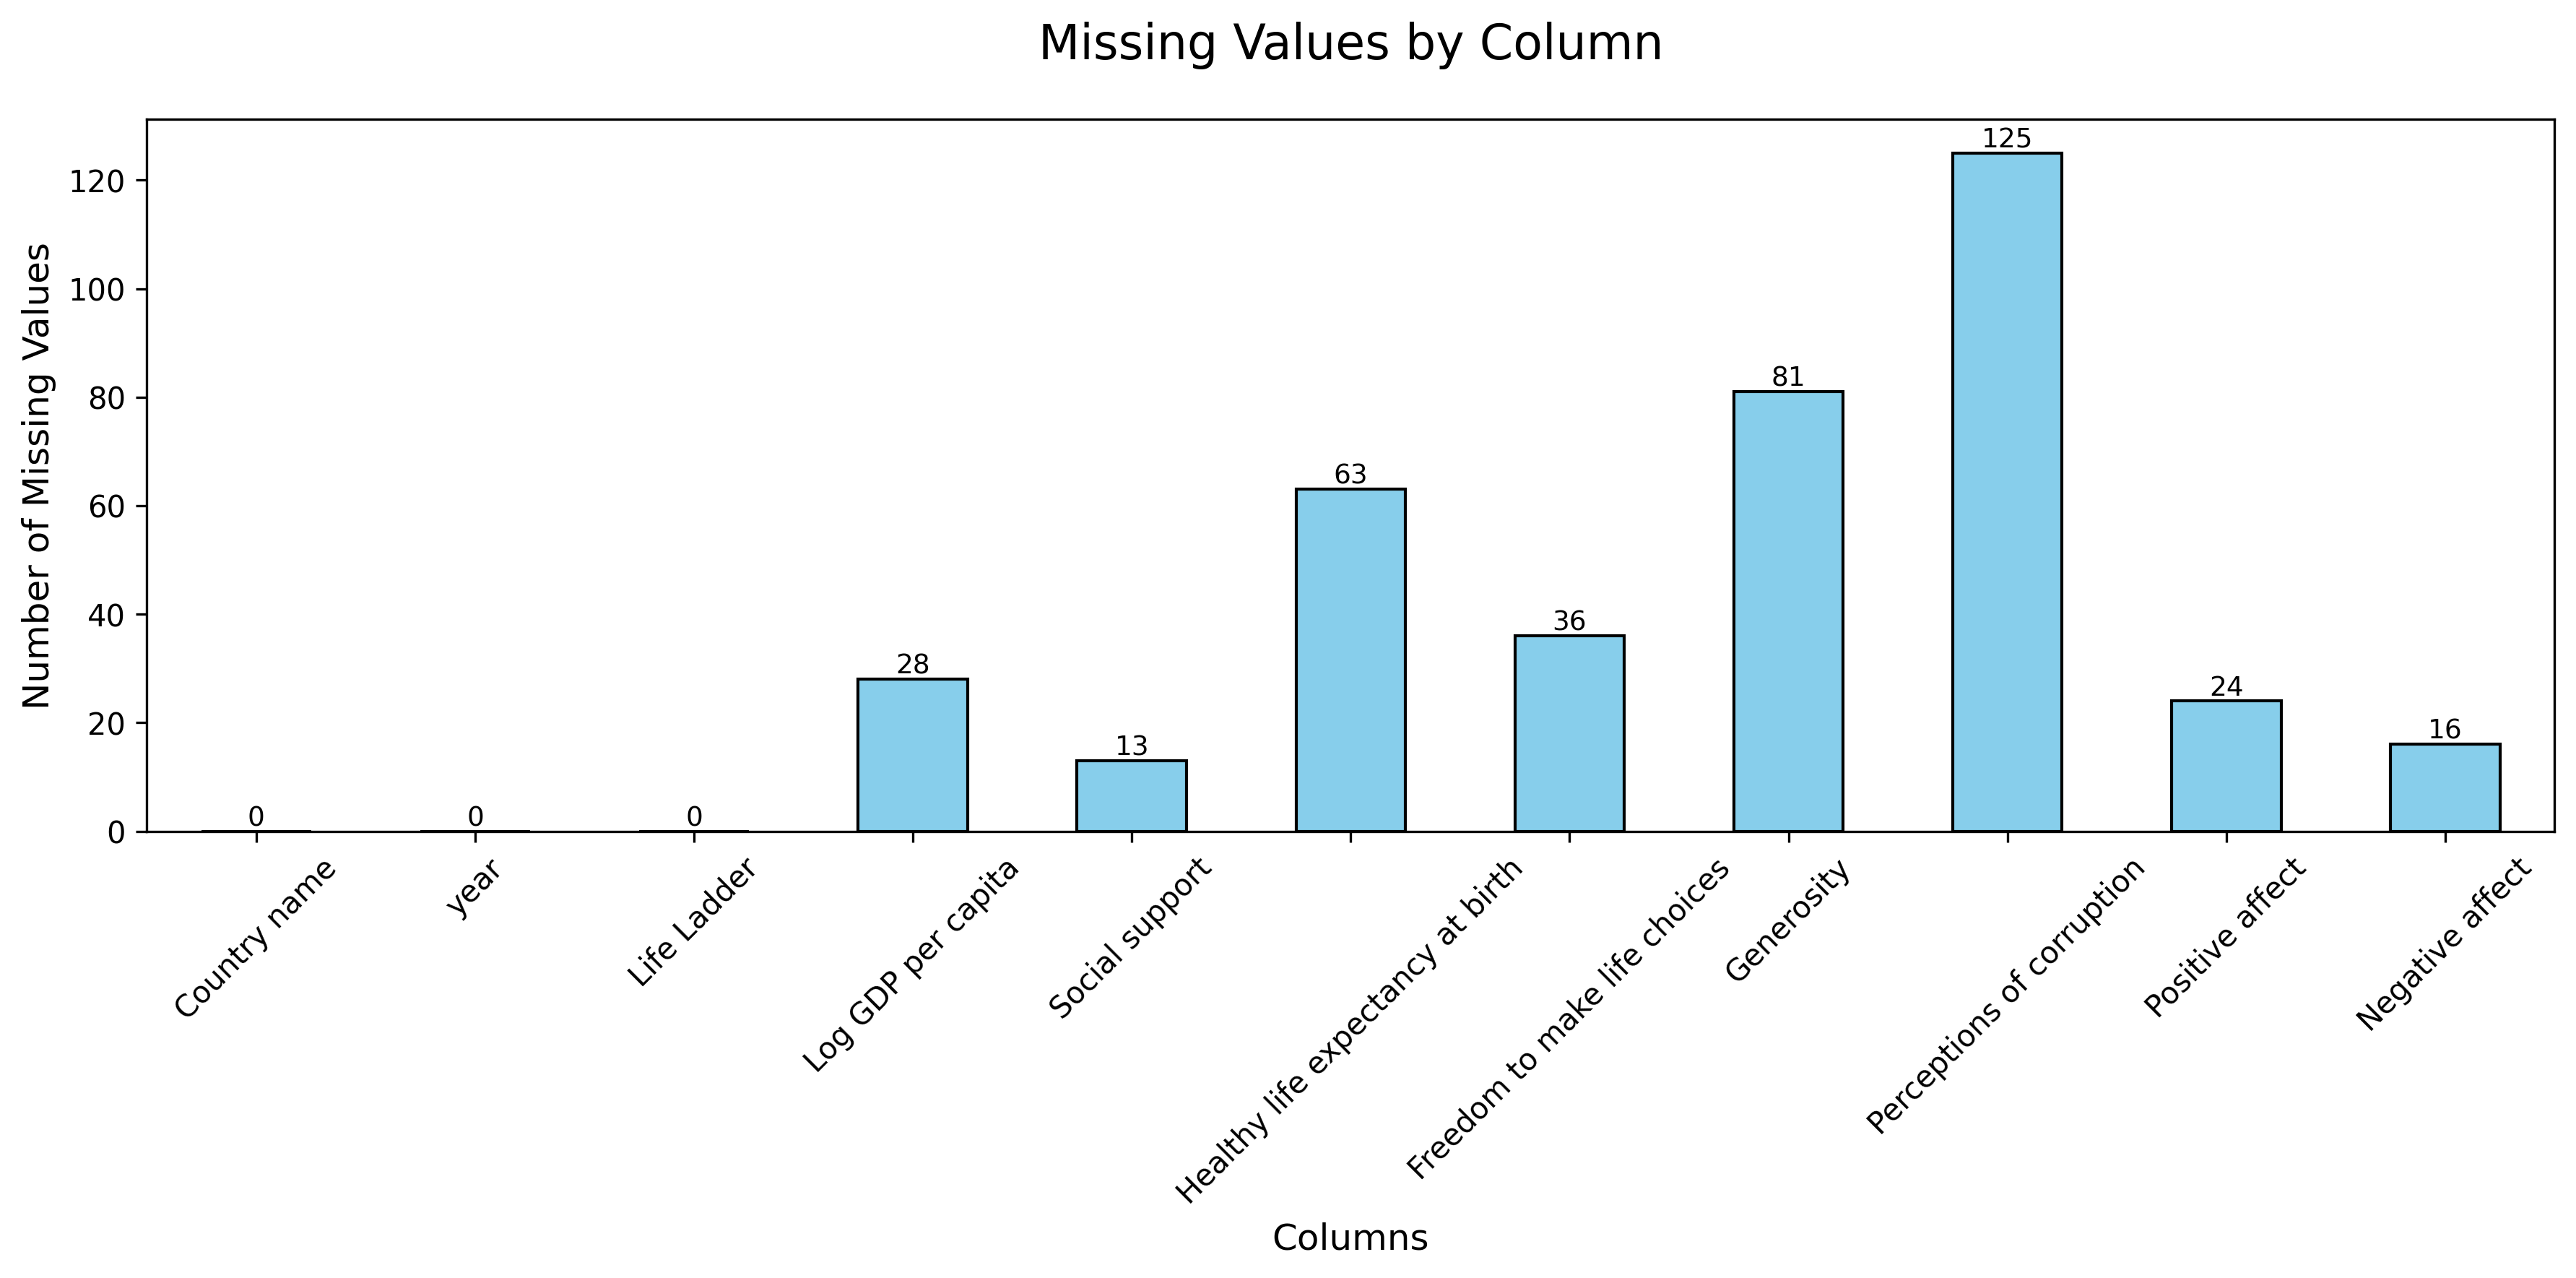 Missing Values by Column
Number of Missing Values
120
100
80
60
40
20
0
0
0
0
28
13
63
36
81
125
24
16
Country name
year
Life Ladder
Log GDP per capita
Social support
Healthy life expectancy at birth
Freedom to make life choices
Generosity
Perceptions of corruption
Positive affect
Negative affect
Columns